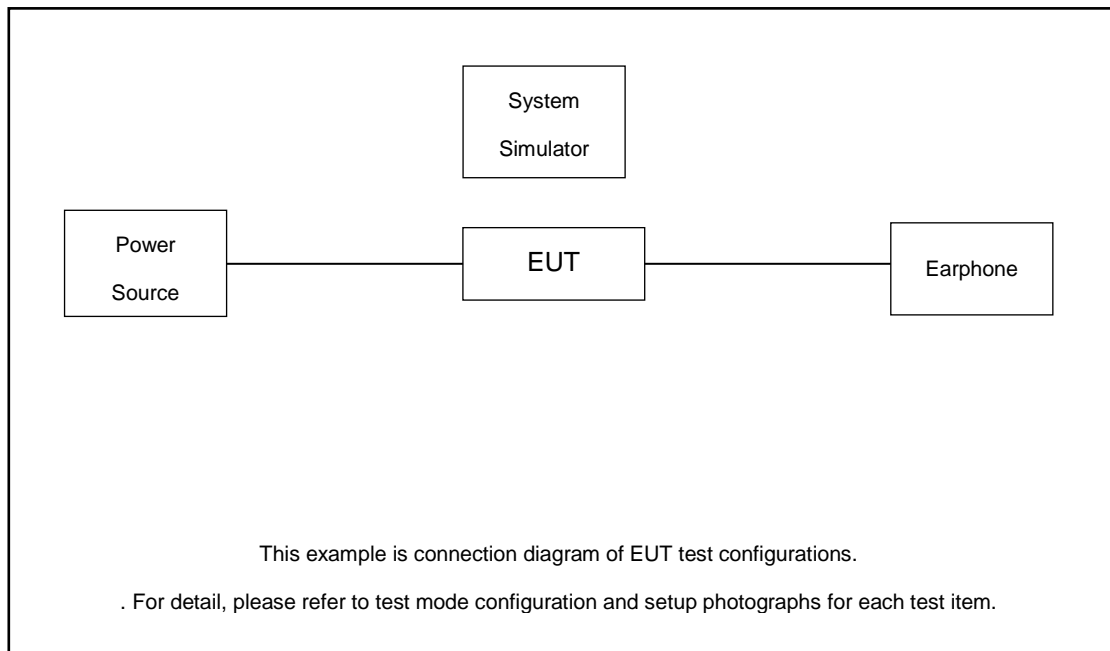 System
Simulator
Power
Source
EUT
Earphone
This example is connection diagram of EUT test configurations.
. For detail, please refer to test mode configuration and setup photographs for each test item.